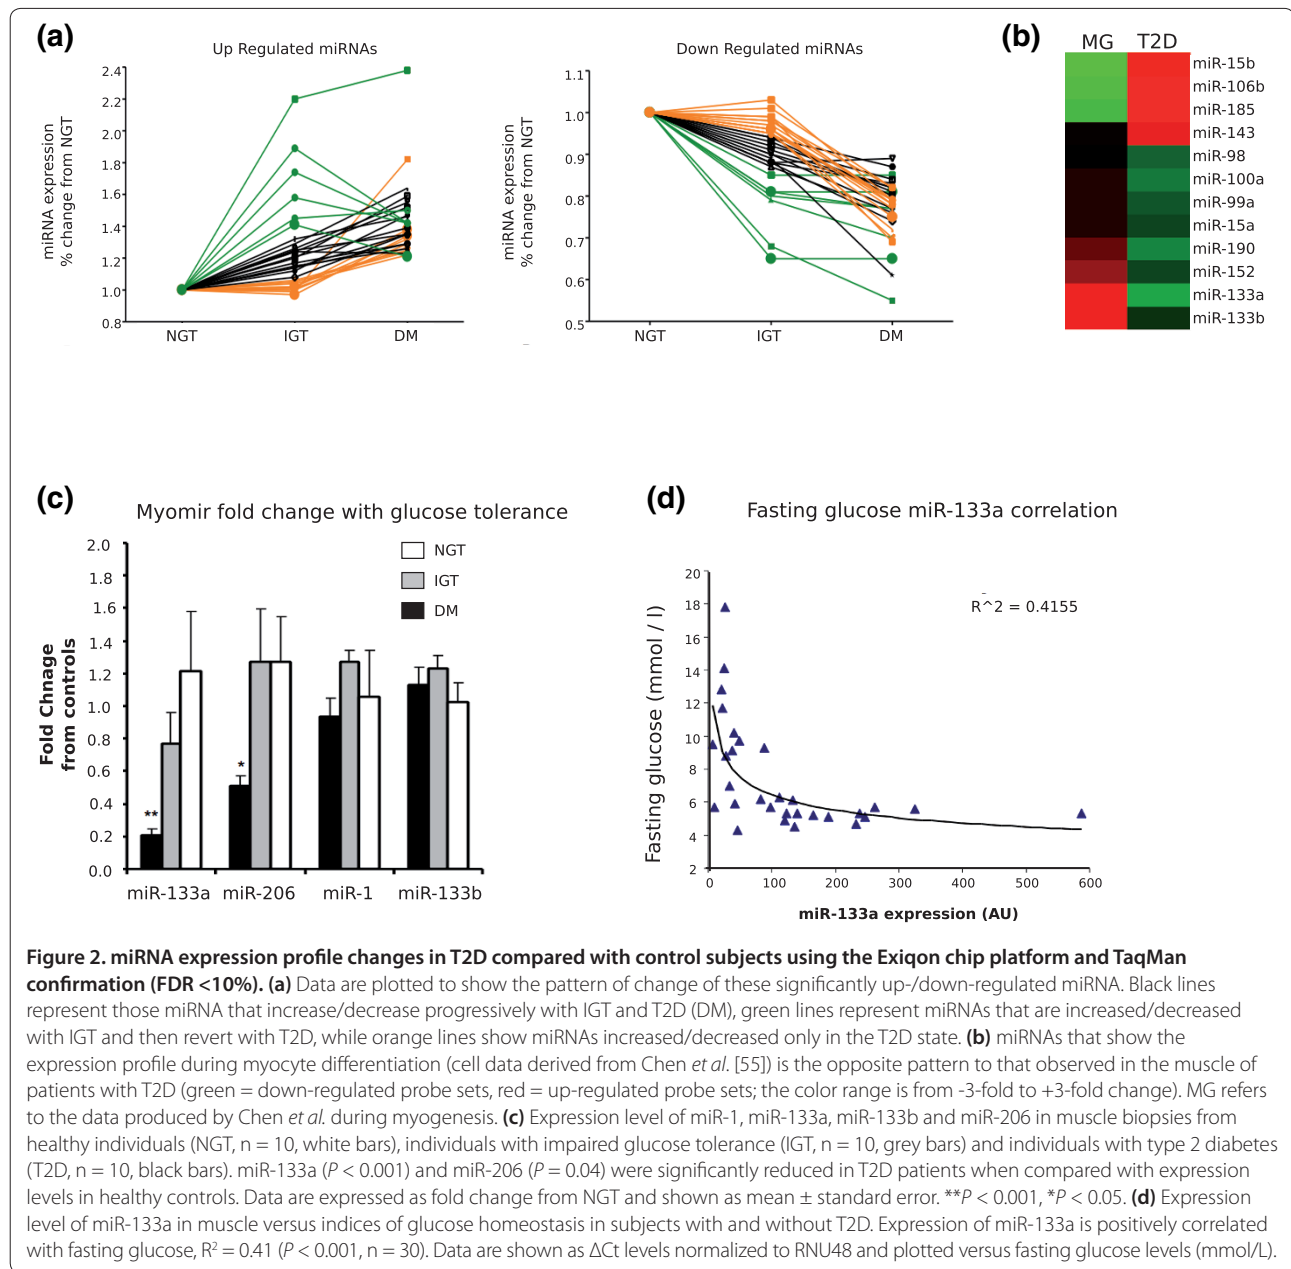 (a)
Up Regulated miRNAs
miRNA expression
% change from NGT
2.4
2.2
2.0
1.8
1.6
1.4
1.2
1.0
0.8
NGT IGT DM
Down Regulated miRNAs
miRNA expression
% change from NGT
1.1
1.0
0.9
0.8
0.7
0.6
0.5
NGT IGT DM
(b)
MG T2D
miR-15b
miR-106b
miR-185
miR-143
miR-98
miR-100a
miR-99a
miR-15a
miR-190
miR-152
miR-133a
miR-133b
(c)
Myomir fold change with glucose tolerance
Fold Chnage
from controls
2.0
1.8
1.6
1.4
1.2
1.0
0.8
0.6
0.4
0.2
0.0
NGT
IGT
DM
**
*
miR-133a miR-206 miR-1 miR-133b
(d)
Fasting glucose miR-133a correlation
Fasting glucose (mmol / l)
20
18
16
14
12
10
8
6
4
2
R^2 = 0.4155
0 100 200 300 400 500 600
miR-133a expression (AU)
Figure 2. miRNA expression profile changes in T2D compared with control subjects using the Exiqon chip platform and TaqMan
confirmation (FDR <10%). (a) Data are plotted to show the pattern of change of these significantly up-/down-regulated miRNA. Black lines
represent those miRNA that increase/decrease progressively with IGT and T2D (DM), green lines represent miRNAs that are increased/decreased
with IGT and then revert with T2D, while orange lines show miRNAs increased/decreased only in the T2D state. (b) miRNAs that show the
expression profile during myocyte differentiation (cell data derived from Chen et al. [55]) is the opposite pattern to that observed in the muscle of
patients with T2D (green = down-regulated probe sets, red = up-regulated probe sets; the color range is from -3-fold to +3-fold change). MG refers
to the data produced by Chen et al. during myogenesis. (c) Expression level of miR-1, miR-133a, miR-133b and miR-206 in muscle biopsies from
healthy individuals (NGT, n = 10, white bars), individuals with impaired glucose tolerance (IGT, n = 10, grey bars) and individuals with type 2 diabetes
(T2D, n = 10, black bars). miR-133a (P < 0.001) and miR-206 (P = 0.04) were significantly reduced in T2D patients when compared with expression
levels in healthy controls. Data are expressed as fold change from NGT and shown as mean ± standard error. **P < 0.001, *P < 0.05. (d) Expression
level of miR-133a in muscle versus indices of glucose homeostasis in subjects with and without T2D. Expression of miR-133a is positively correlated
with fasting glucose, R² = 0.41 (P < 0.001, n = 30). Data are shown as ΔCt levels normalized to RNU48 and plotted versus fasting glucose levels (mmol/L).